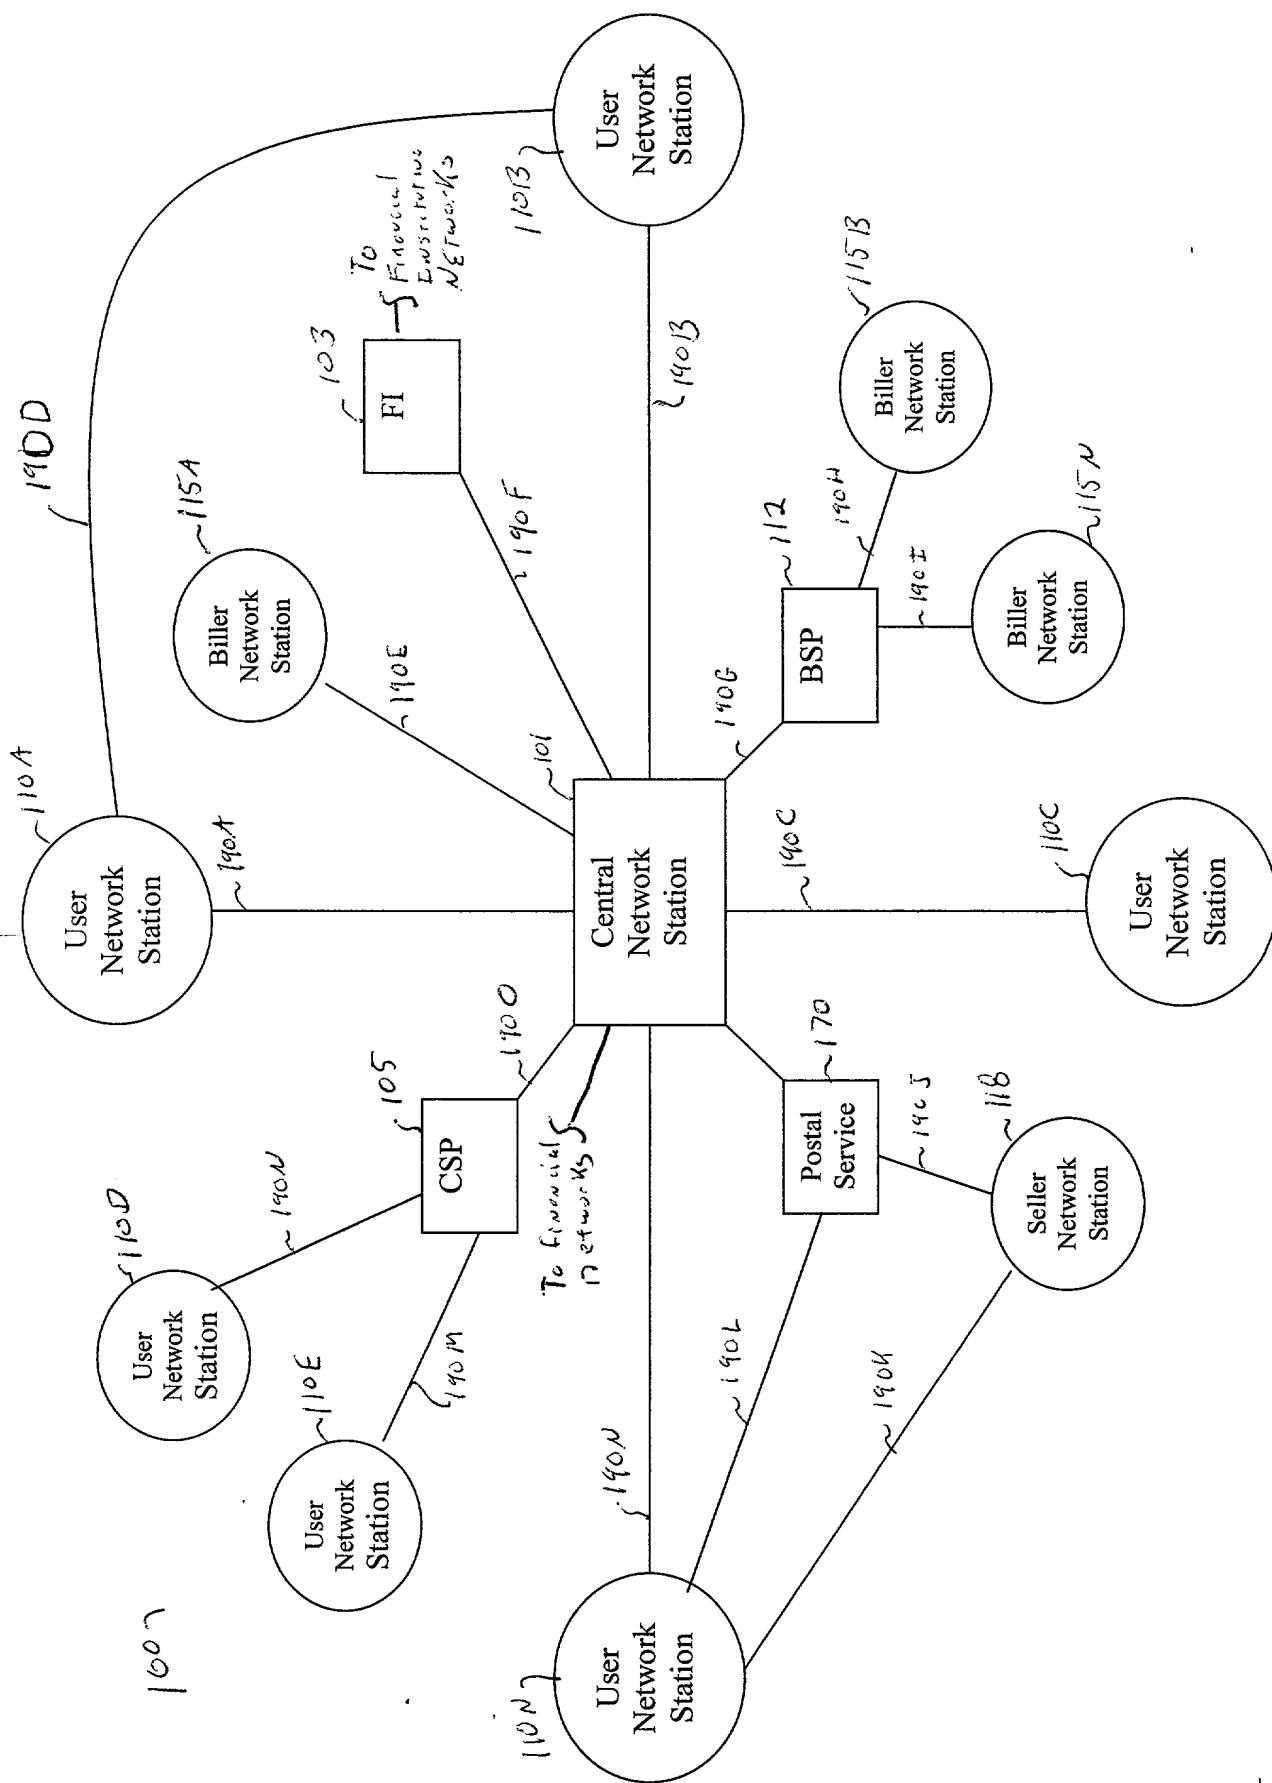 100
110A
User
Network
Station
190A
190D
115A
Biller
Network
Station
190E
103
FI
To
Financial
Institution
Networks
190F
110B
User
Network
Station
190B
110D
User
Network
Station
190N
105
CSP
190O
110E
User
Network
Station
190M
To Financial
networks
101
Central
Network
Station
190G
112
BSP
190H
115B
Biller
Network
Station
190I
115N
Biller
Network
Station
110N
User
Network
Station
190N
190L
190K
170
Postal
Service
190J
118
Seller
Network
Station
190C
110C
User
Network
Station